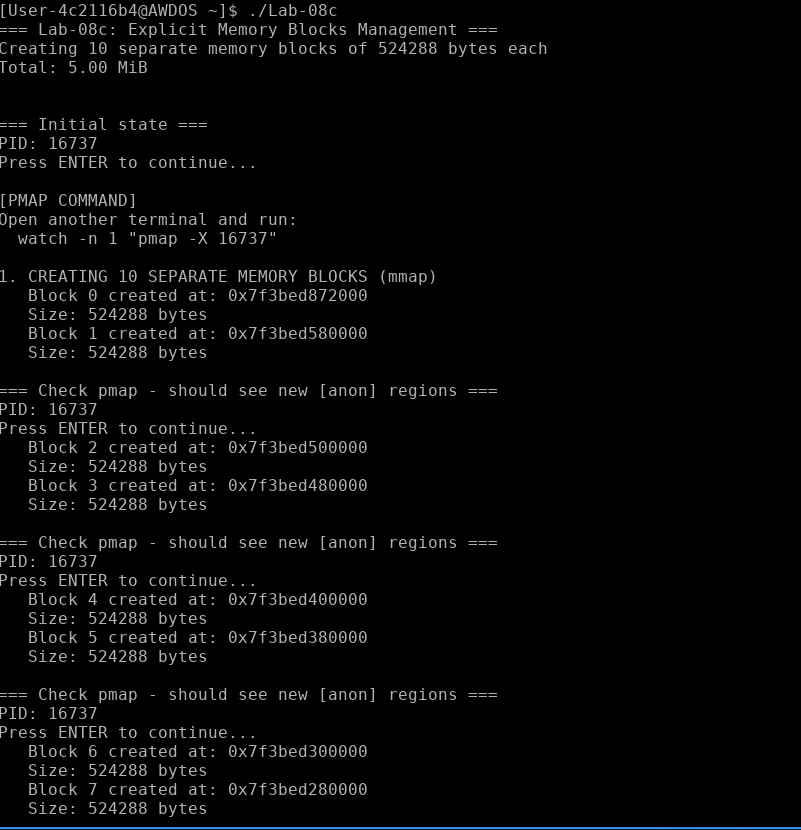 [User-4c2116b4@AWDOS ~]$ ./Lab-08c
=== Lab-08c: Explicit Memory Blocks Management ===
Creating 10 separate memory blocks of 524288 bytes each
Total: 5.00 MiB
=== Initial state ===
PID: 16737
Press ENTER to continue...
[PMAP COMMAND]
Open another terminal and run:
watch -n 1 "pmap -X 16737"
1. CREATING 10 SEPARATE MEMORY BLOCKS (mmap)
Block 0 created at: 0x7f3bed872000
Size: 524288 bytes
Block 1 created at: 0x7f3bed580000
Size: 524288 bytes
=== Check pmap - should see new [anon] regions ===
PID: 16737
Press ENTER to continue...
Block 2 created at: 0x7f3bed500000
Size: 524288 bytes
Block 3 created at: 0x7f3bed480000
Size: 524288 bytes
=== Check pmap - should see new [anon] regions ===
PID: 16737
Press ENTER to continue...
Block 4 created at: 0x7f3bed400000
Size: 524288 bytes
Block 5 created at: 0x7f3bed380000
Size: 524288 bytes
=== Check pmap - should see new [anon] regions ===
PID: 16737
Press ENTER to continue...
Block 6 created at: 0x7f3bed300000
Size: 524288 bytes
Block 7 created at: 0x7f3bed280000
Size: 524288 bytes